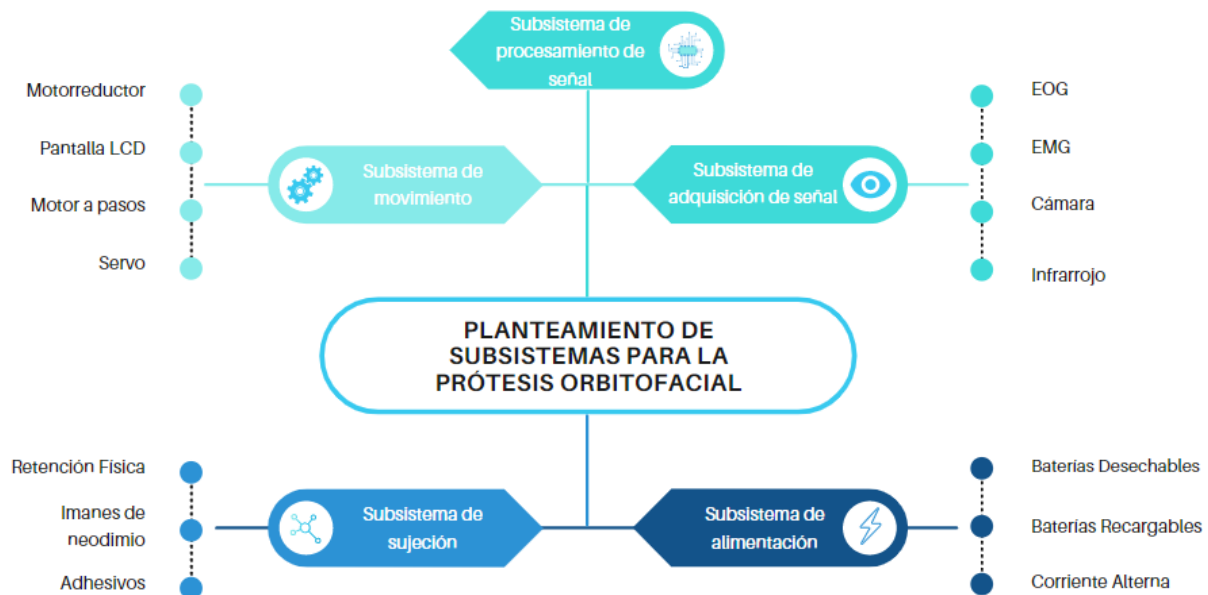 Subsistema de
procesamiento de
señal
Motorreductor
Pantalla LCD
Motor a pasos
Servo
Subsistema de
movimiento
Subsistema de
adquisición de señal
EOG
EMG
Cámara
Infrarrojo
PLANTEAMIENTO DE
SUBSISTEMAS PARA LA
PRÓTESIS ORBITOFACIAL
Retención Física
Imanes de
neodimio
Adhesivos
Subsistema de
sujeción
Subsistema de
alimentación
Baterías Desechables
Baterías Recargables
Corriente Alterna